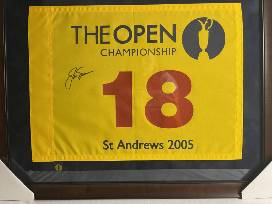 THE OPEN
CHAMPIONSHIP
18
St Andrews 2005